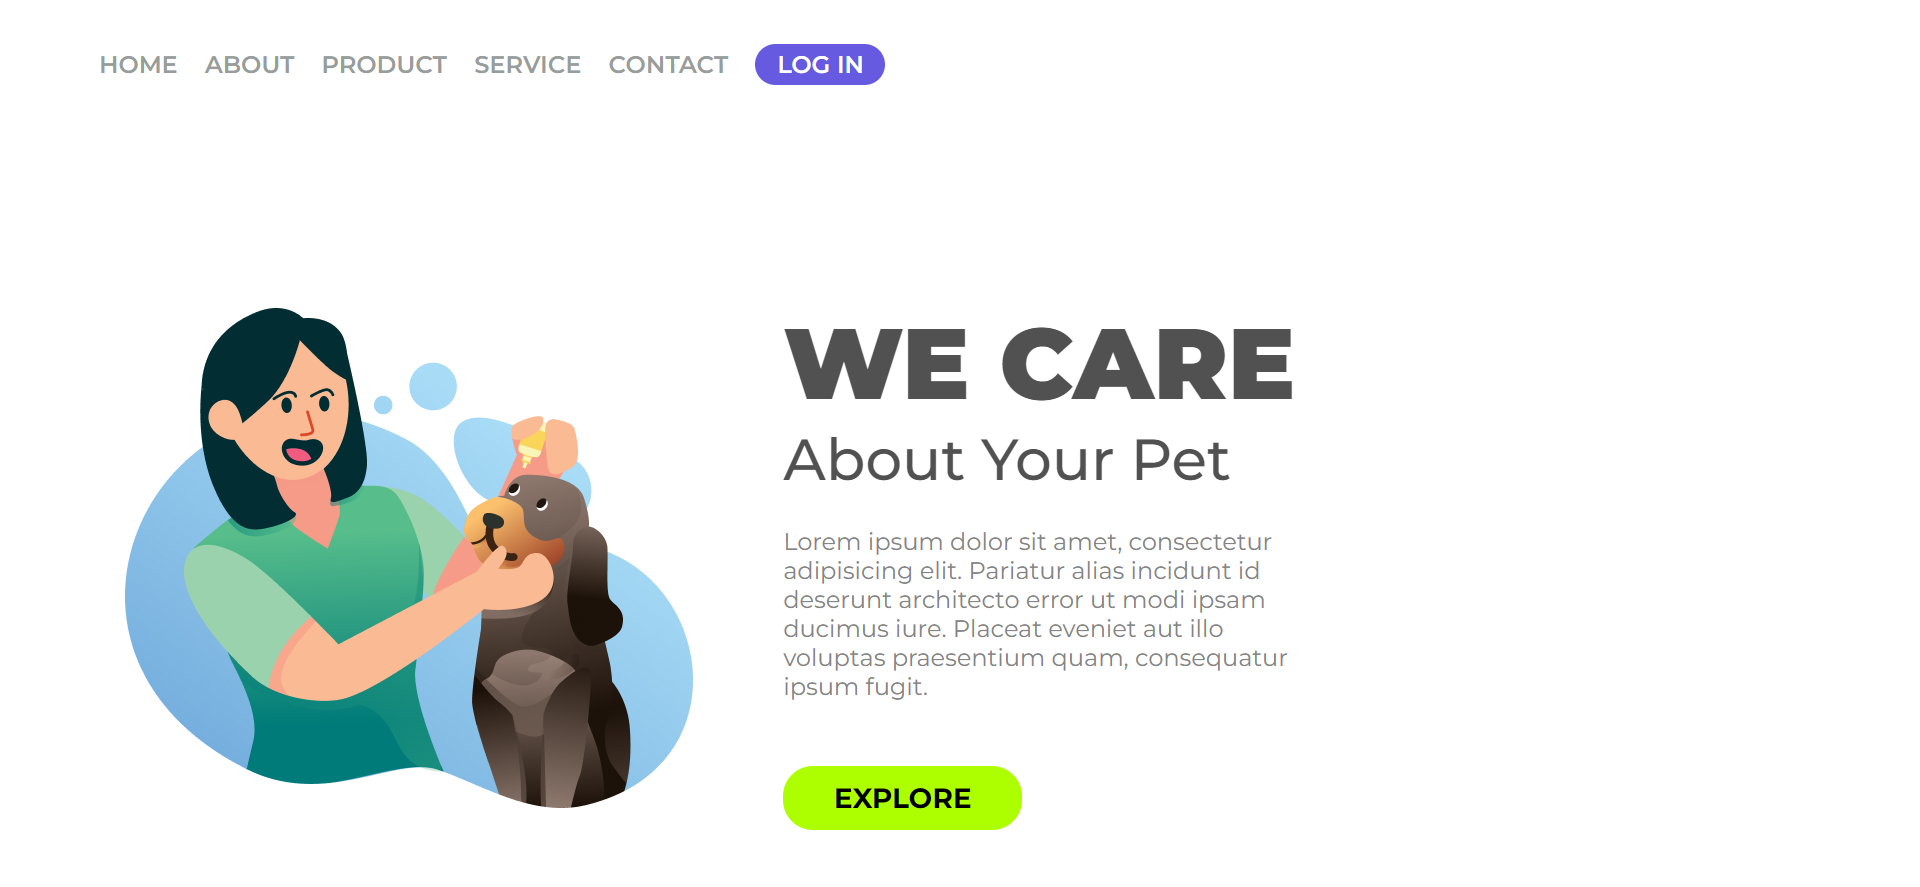 HOME ABOUT PRODUCT SERVICE CONTACT LOG IN
WE CARE
About Your Pet
Lorem ipsum dolor sit amet, consectetur
adipisicing elit. Pariatur alias incidunt id
deserunt architecto error ut modi ipsam
ducimus iure. Placeat eveniet aut illo
voluptas praesentium quam, consequatur
ipsum fugit.
EXPLORE